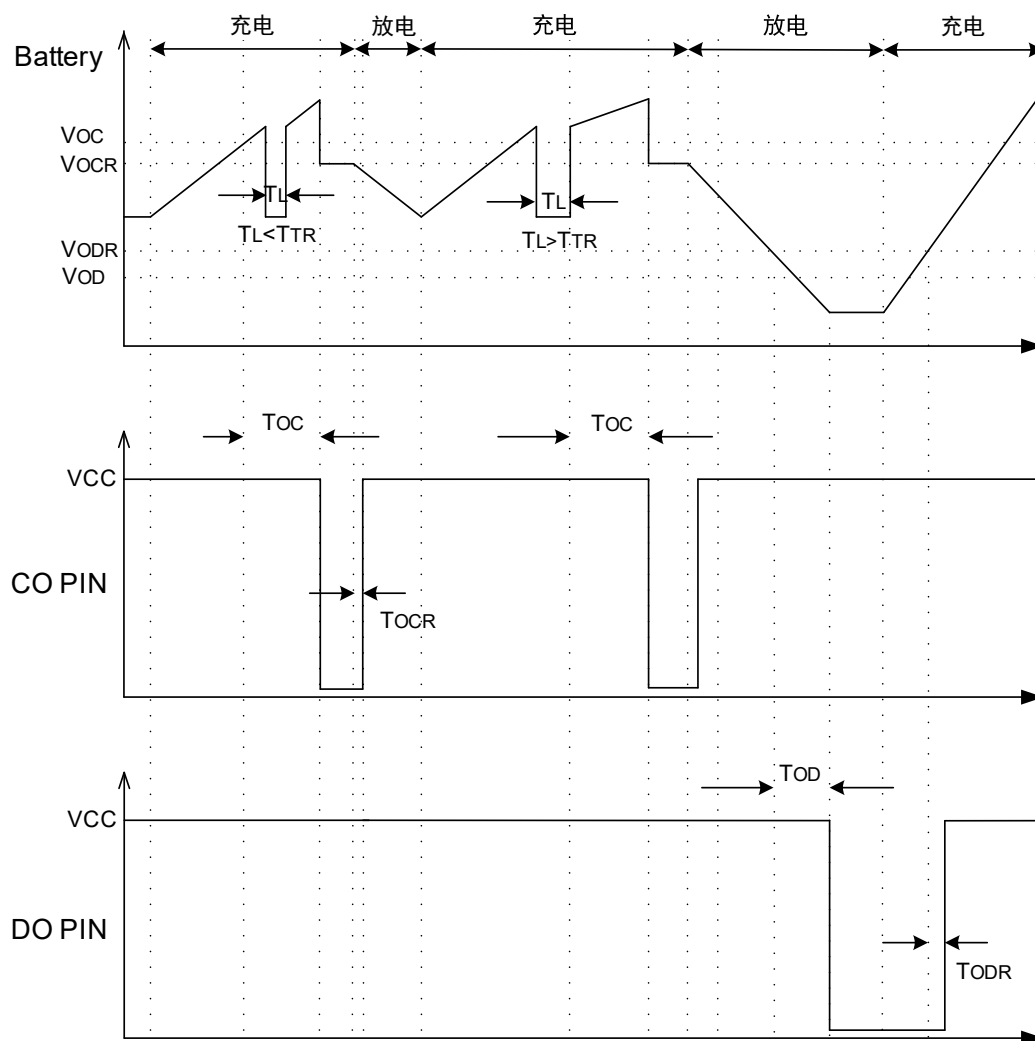 充电 放电 充电 放电 充电
Battery
VOC
VOCR
TL TL
TL<TTR TL>TTR
VODR
VOD
TOC TOC
VCC
CO PIN
TOCR
TOD
VCC
DO PIN
TODR